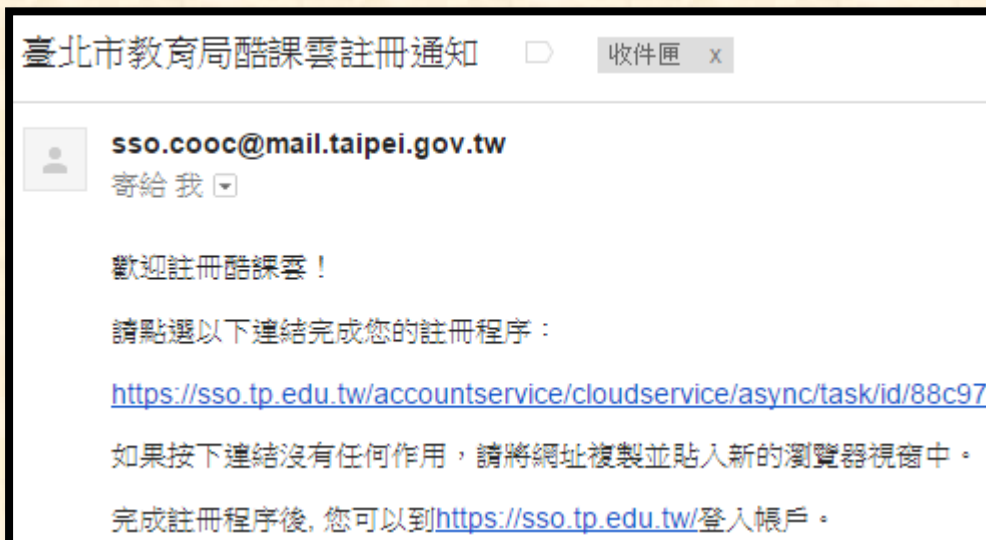 臺北市教育局酷課雲註冊通知 收件匣 x
sso.cooc@mail.taipei.gov.tw
寄給 我
歡迎註冊酷課雲！
請點選以下連結完成您的註冊程序：
https://sso.tp.edu.tw/accountservice/cloudservice/async/task/id/88c97
如果按下連結沒有任何作用，請將網址複製並貼入新的瀏覽器視窗中。
完成註冊程序後, 您可以到https://sso.tp.edu.tw/登入帳戶。